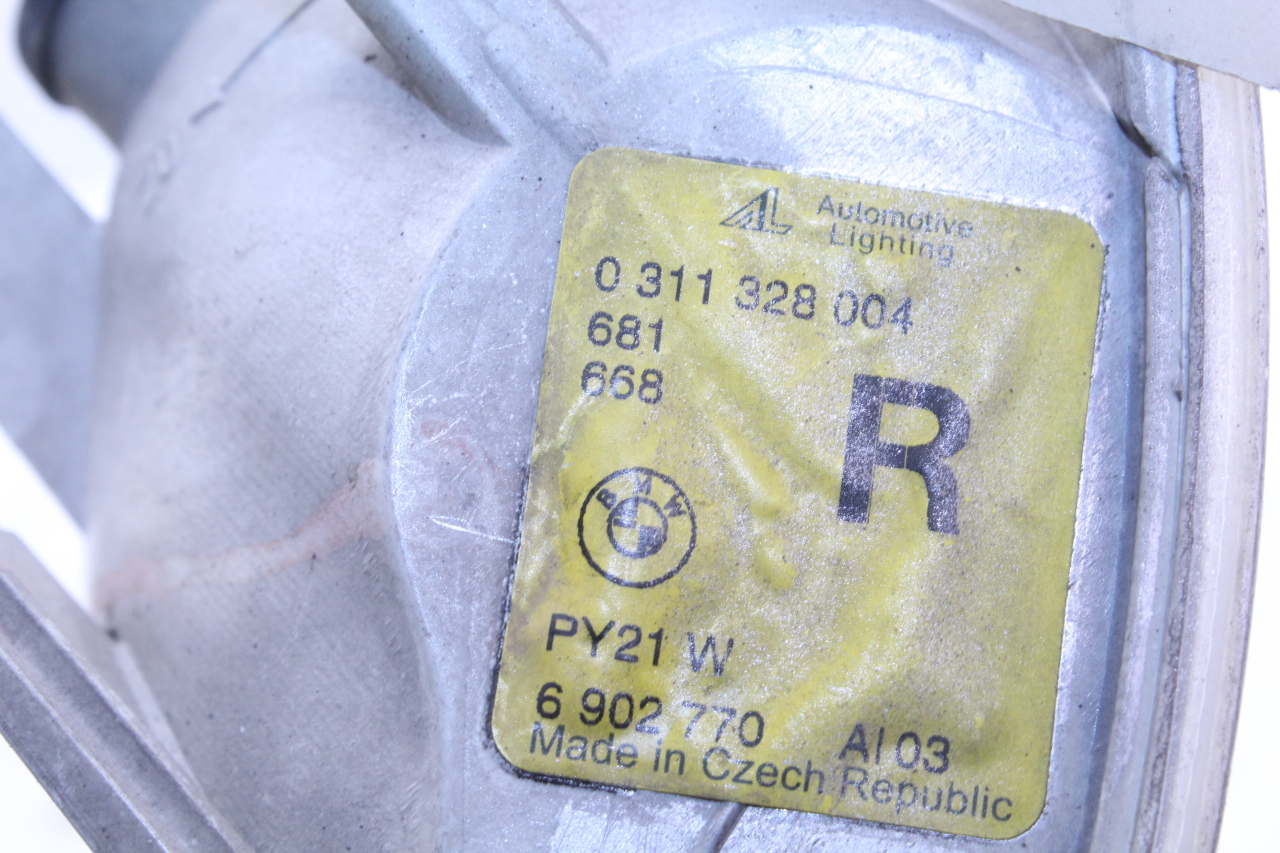 AL Automotive
Lighting
0 311 328 004
681
668
R
BMW
PY21 W
6 902 770 AI 03
Made in Czech Republic